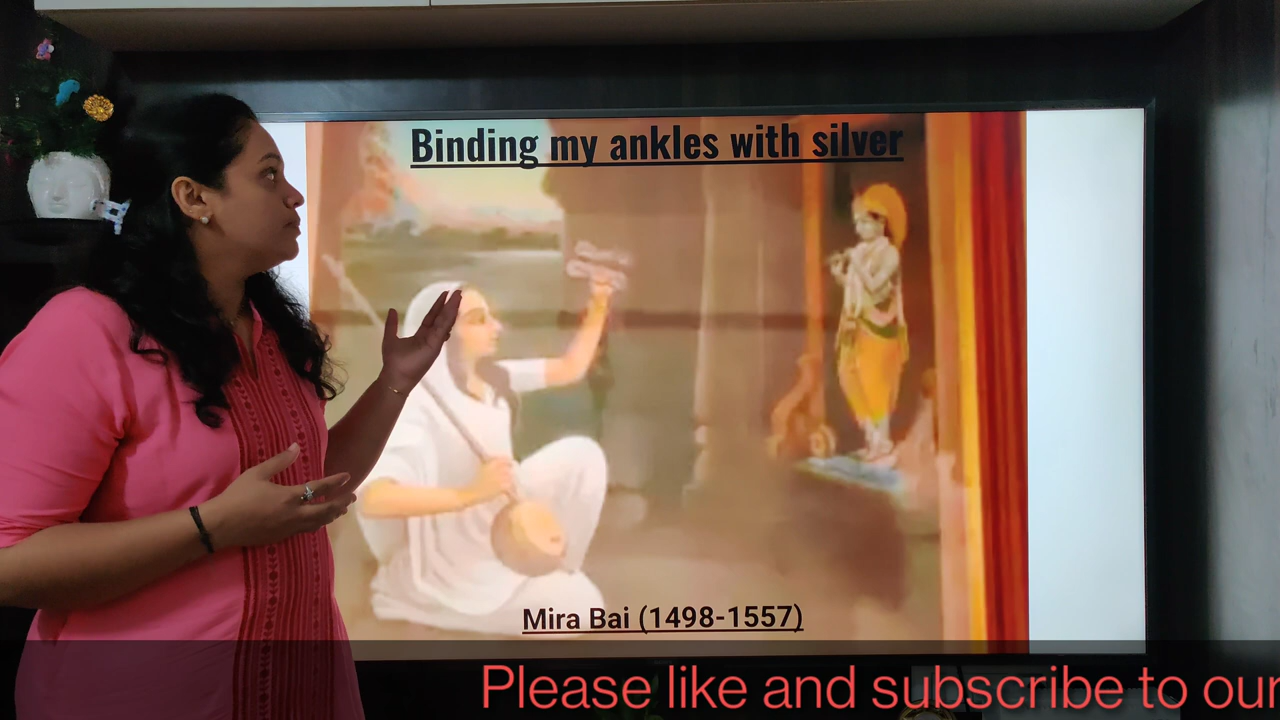 Binding my ankles with silver
Mira Bai (1498-1557)
Please like and subscribe to our